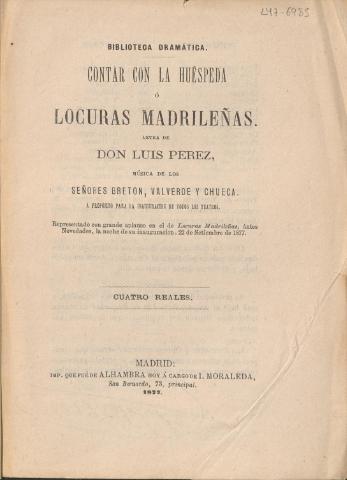 L47-6985
BIBLIOTECA DRAMÁTICA.
CONTAR CON LA HUÉSPEDA
Ó
LOCURAS MADRILEÑAS.
LETRA DE
DON LUIS PEREZ,
MÚSICA DE LOS
SEÑORES BRETON, VALVERDE Y CHUECA.
A PROPÓSITO PARA LA INAUGURACION DE TODOS LOS TEATROS.
Representado con grande aplauso en el de Locuras Madrileñas, ántes
Novedades, la noche de su inauguracion, 22 de Setiembre de 1877.
CUATRO REALES.
MADRID:
IMP. QUE FUÉ DE ALHAMBRA HOY Á CARGO DE I. MORALEDA,
San Bernardo, 73, principal.
1877.